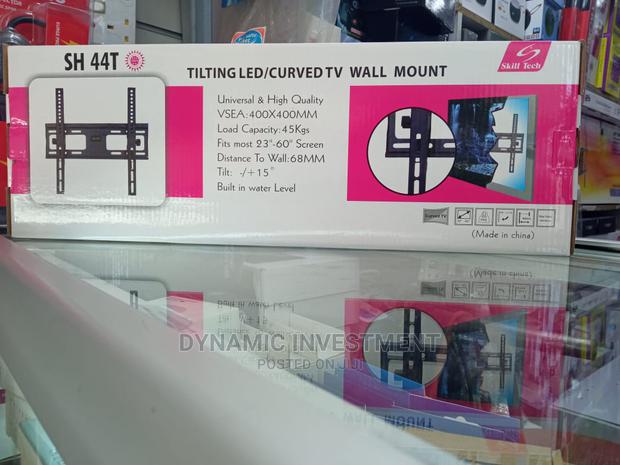 SH 44T
TILTING LED/CURVED TV WALL MOUNT
Skill Tech
Universal & High Quality
VSEA:400X400MM
Load Capacity:45Kgs
Fits most 23"-60" Screen
Distance To Wall:68MM
Tilt: -/+15°
Built in water Level
Curved TV
(Made in china)
DYNAMIC INVESTMENT
POSTED ON JIJI